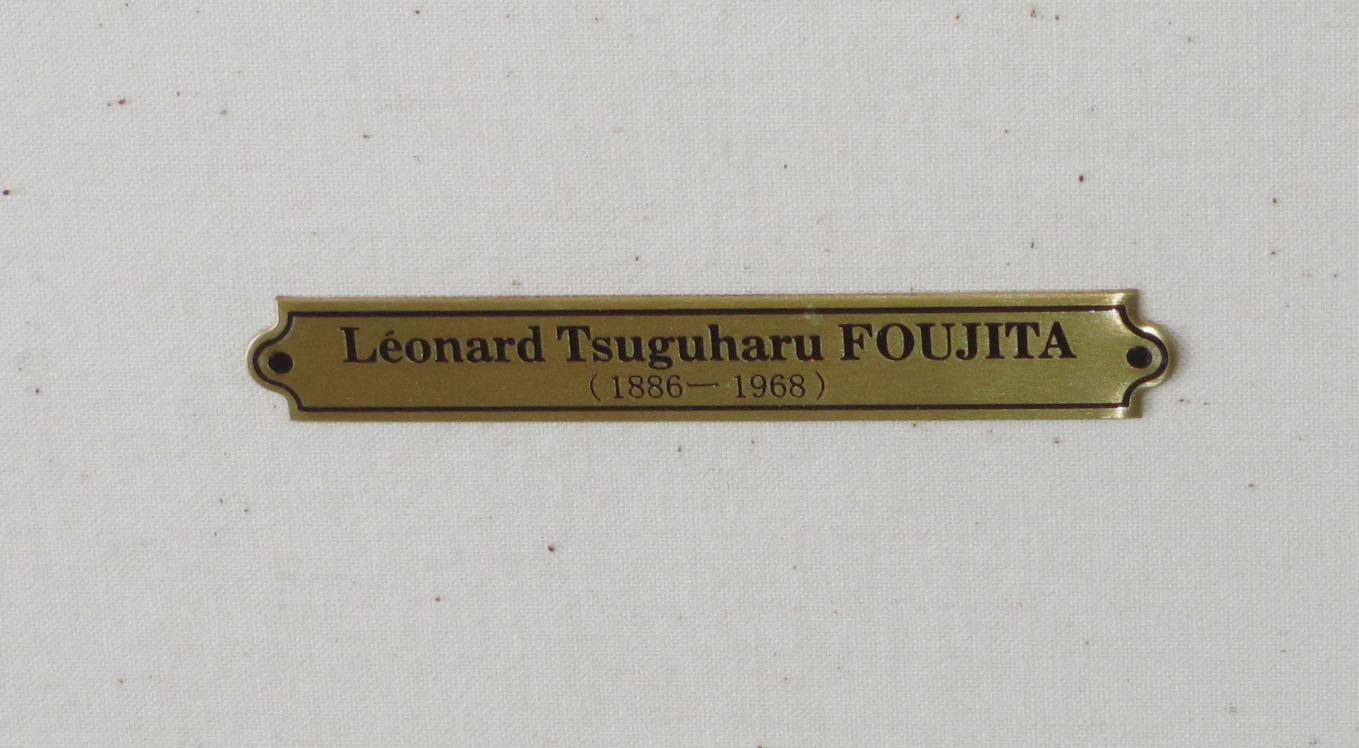 Léonard Tsuguharu FOUJITA
(1886— 1968)